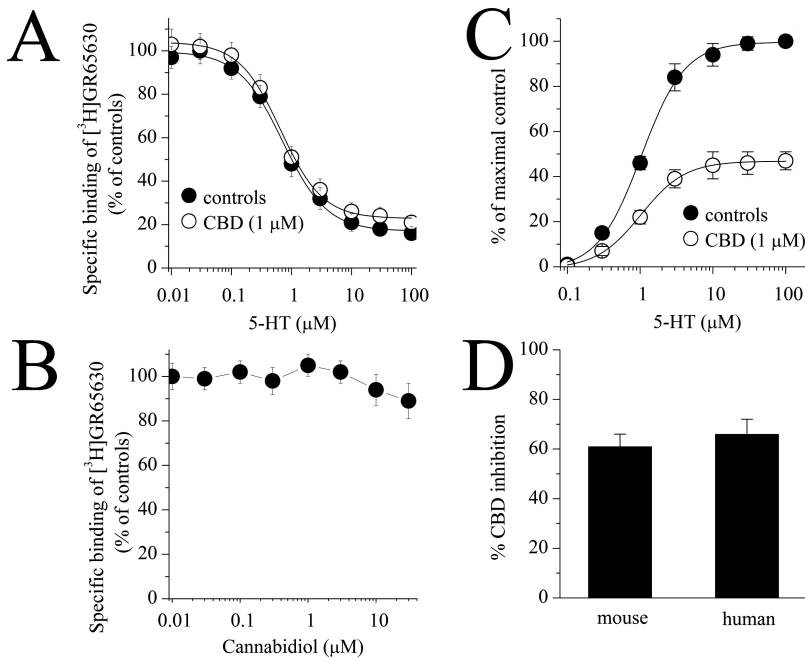 A
Specific binding of [³H]GR65630
(% of controls)
100
80
60
40
20
0
controls
CBD (1 μM)
0.01
0.1
1
10
100
5-HT (μM)
C
% of maximal control
100
80
60
40
20
0
controls
CBD (1 μM)
0.1
1
10
100
5-HT (μM)
B
Specific binding of [³H]GR65630
(% of controls)
100
80
60
40
20
0
0.01
0.1
1
10
Cannabidiol (μM)
D
% CBD inhibition
100
80
60
40
20
0
mouse
human